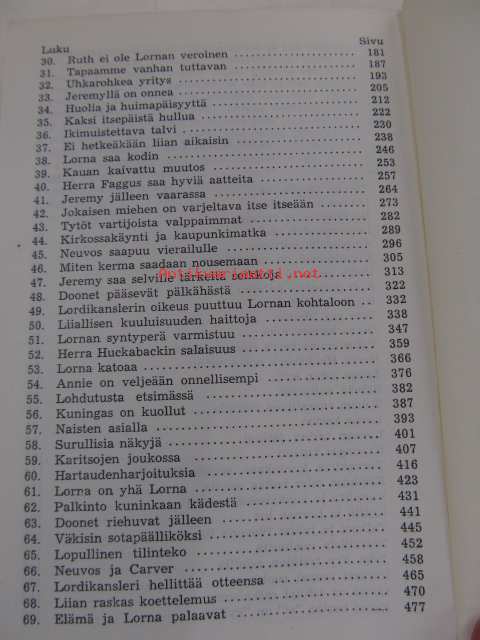 Luku Sivu
30. Ruth ei ole Lornan veroinen 181
31. Tapaamme vanhan tuttavan 187
32. Uhkarohkea yritys 193
33. Jeremyllä on onnea 205
34. Huolia ja huimapäisyyttä 212
35. Kaksi itsepäistä hullua 222
36. Ikimuistettava talvi 230
37. Ei hetkeäkään liian aikaisin 238
38. Lorna saa kodin 246
39. Kauan kaivattu muutos 253
40. Herra Faggus saa hyviä aatteita 257
41. Jeremy jälleen vaarassa 264
42. Jokaisen miehen on varjeltava itse itseään 273
43. Tytöt vartijoista valppaimmat 282
44. Kirkossakäynti ja kaupunkimatka 289
45. Neuvos saapuu vierailulle 296
46. Miten kerma saadaan nousemaan 305
47. Jeremy saa selville tärkeitä seikkoja 313
48. Doonet pääsevät pälkähästä 322
49. Lordikanslerin oikeus puuttuu Lornan kohtaloon 332
50. Liiallisen kuuluisuuden haittoja 338
51. Lornan syntyperä varmistuu 347
52. Herra Huckabackin salaisuus 359
53. Lorna katoaa 366
54. Annie on veljeään onnellisempi 376
55. Lohdutusta etsimässä 382
56. Kuningas on kuollut 387
57. Naisten asialla 393
58. Surullisia näkyjä 401
59. Karitsojen joukossa 407
60. Hartaudenharjoituksia 416
61. Lorna on yhä Lorna 423
62. Palkinto kuninkaan kädestä 431
63. Doonet riehuvat jälleen 441
64. Väkisin sotapäälliköksi 445
65. Lopullinen tilinteko 452
66. Neuvos ja Carver 458
67. Lordikansleri hellittää otteensa 465
68. Liian raskas koettelemus 470
69. Elämä ja Lorna palaavat 477